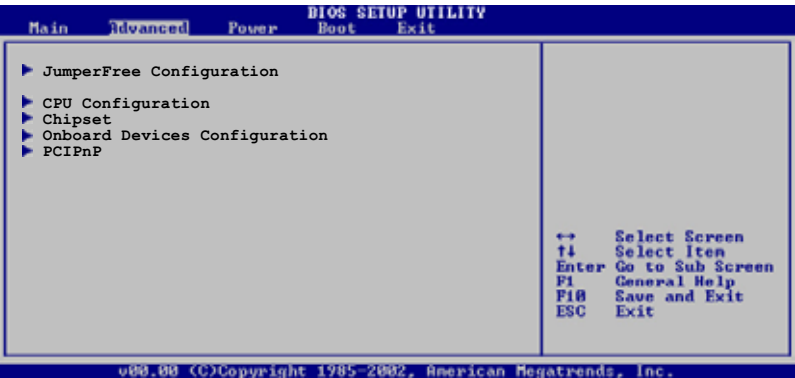 BIOS SETUP UTILITY
Main Advanced Power Boot Exit
JumperFree Configuration
CPU Configuration
Chipset
Onboard Devices Configuration
PCIPnP
↔ Select Screen
↑↓ Select Item
Enter Go to Sub Screen
F1 General Help
F10 Save and Exit
ESC Exit
v00.00 (C)Copyright 1985-2002, American Megatrends, Inc.